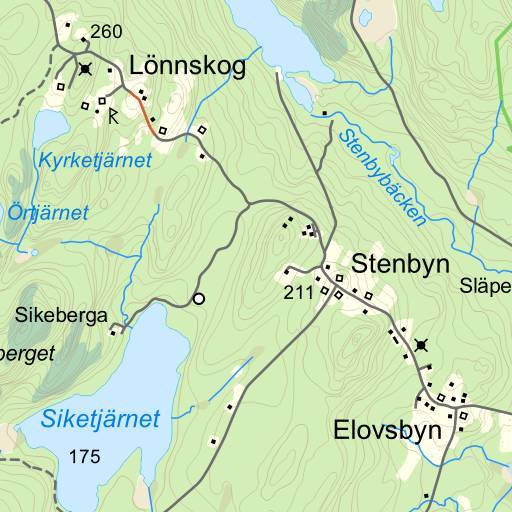 260
Lönnskog
Kyrketjärnet
Stenbybäcken
Örtjärnet
Stenbyn
Släpe
211
Sikeberga
berget
Siketjärnet
Elovsbyn
175